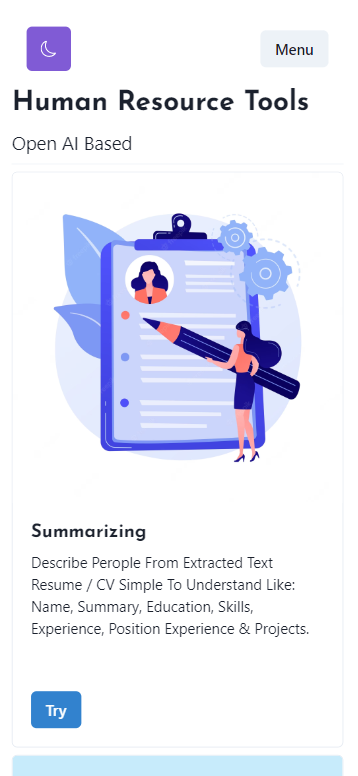 Menu
Human Resource Tools
Open AI Based
Summarizing
Describe Perople From Extracted Text
Resume / CV Simple To Understand Like:
Name, Summary, Education, Skills,
Experience, Position Experience & Projects.
Try